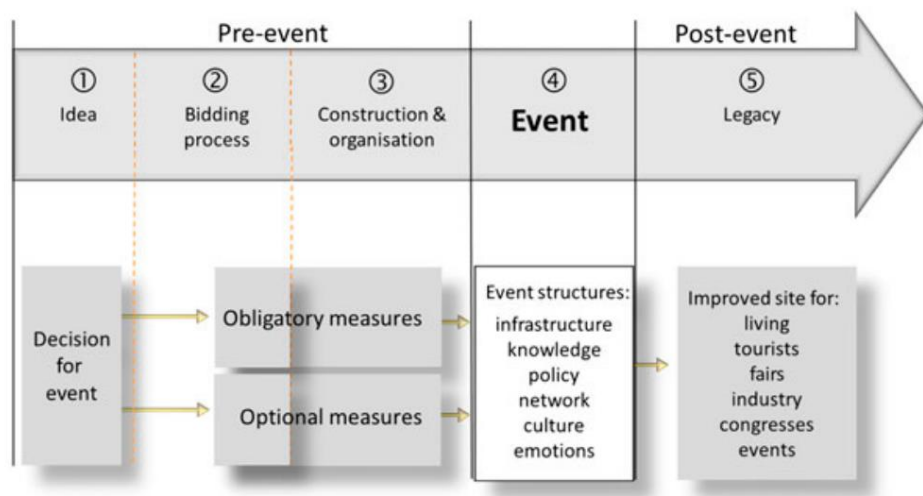 Pre-event
Post-event
①
Idea
②
Bidding
process
③
Construction &
organisation
④
Event
⑤
Legacy
Decision
for
event
Obligatory measures
Optional measures
Event structures:
infrastructure
knowledge
policy
network
culture
emotions
Improved site for:
living
tourists
fairs
industry
congresses
events